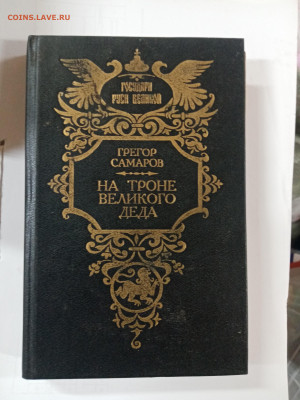 COINS.LAVE.RU
ГОСУДАРИ
РУСИ ВЕЛИКОЙ
ГРЕГОР
САМАРОВ
НА ТРОНЕ
ВЕЛИКОГО
ДЕДА